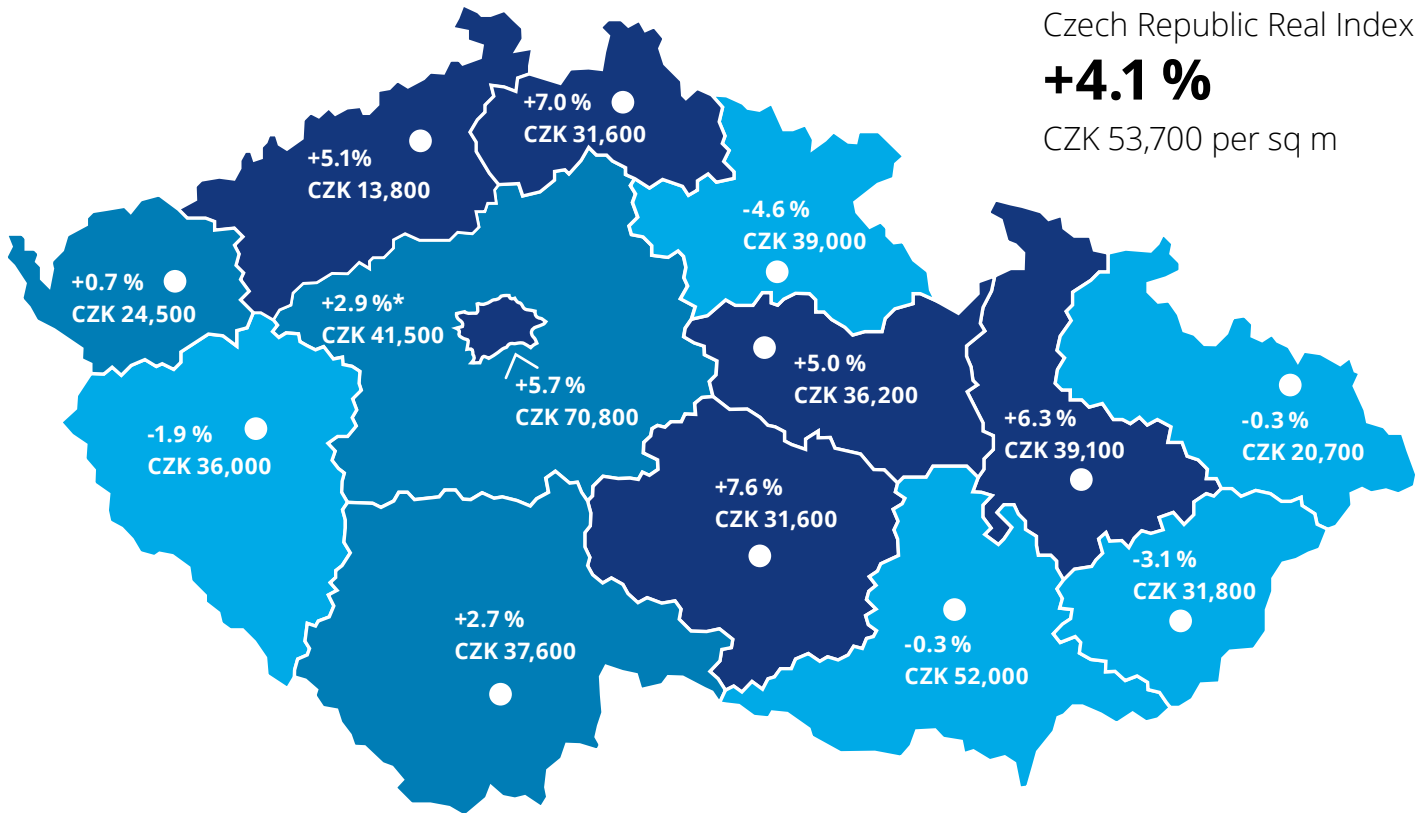 Czech Republic Real Index
+4.1 %
CZK 53,700 per sq m
+7.0 %
CZK 31,600
+5.1%
CZK 13,800
-4.6 %
CZK 39,000
+0.7 %
CZK 24,500
+2.9 %*
CZK 41,500
+5.7 %
CZK 70,800
+5.0 %
CZK 36,200
+6.3 %
CZK 39,100
-0.3 %
CZK 20,700
-1.9 %
CZK 36,000
+7.6 %
CZK 31,600
-3.1 %
CZK 31,800
+2.7 %
CZK 37,600
-0.3 %
CZK 52,000